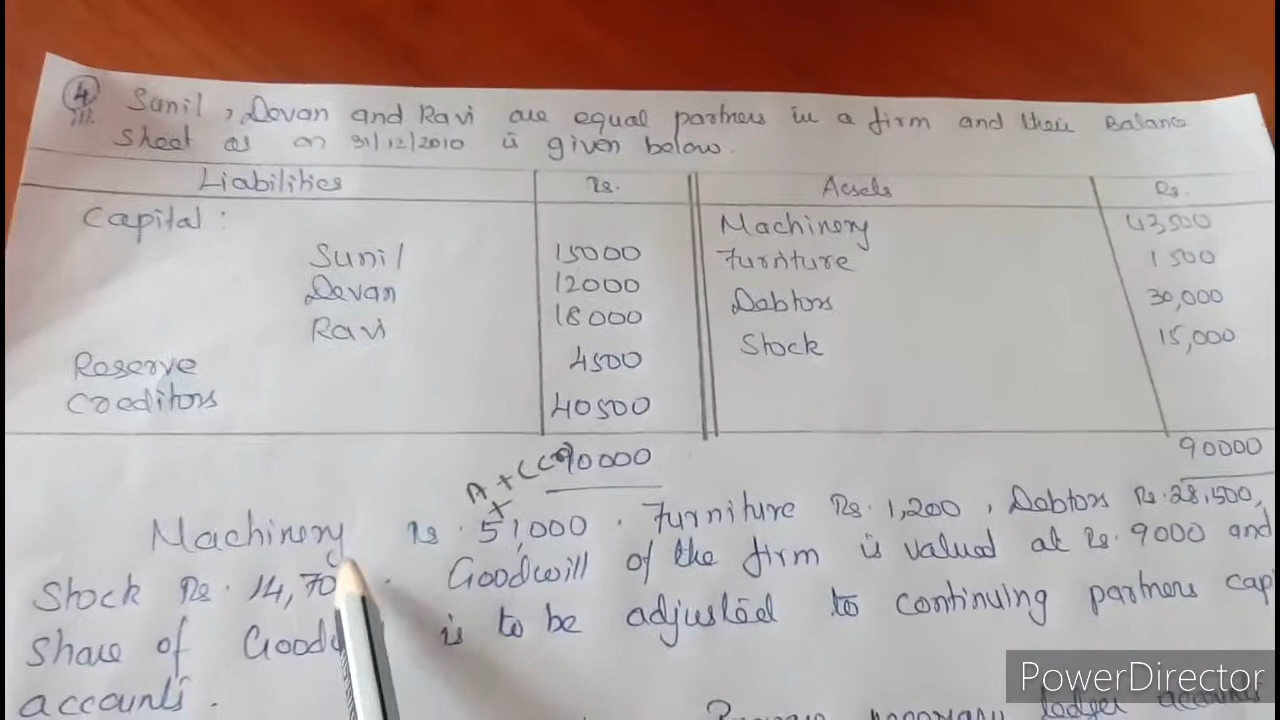 4 Sunil, Devan and Ravi are equal partners in a firm and their Balance
Sheet as on 31/12/2010 is given below.
Liabilities Rs. Assets Rs.
Capital: Machinery 43,500
Sunil 15000 Furniture 1500
Devan 12000 Debtors 30,000
Ravi 18000 Stock 15,000
Reserve 4500
Creditors 40500
90000 90000
Machinery Rs. 51,000. Furniture Rs. 1,200, Debtors Rs. 28,500,
Stock Rs. 14,70 . Goodwill of the firm is valued at Rs. 9000 and
Share of is to be adjusted to continuing partners cap
accounts. ledger accounts
PowerDirector